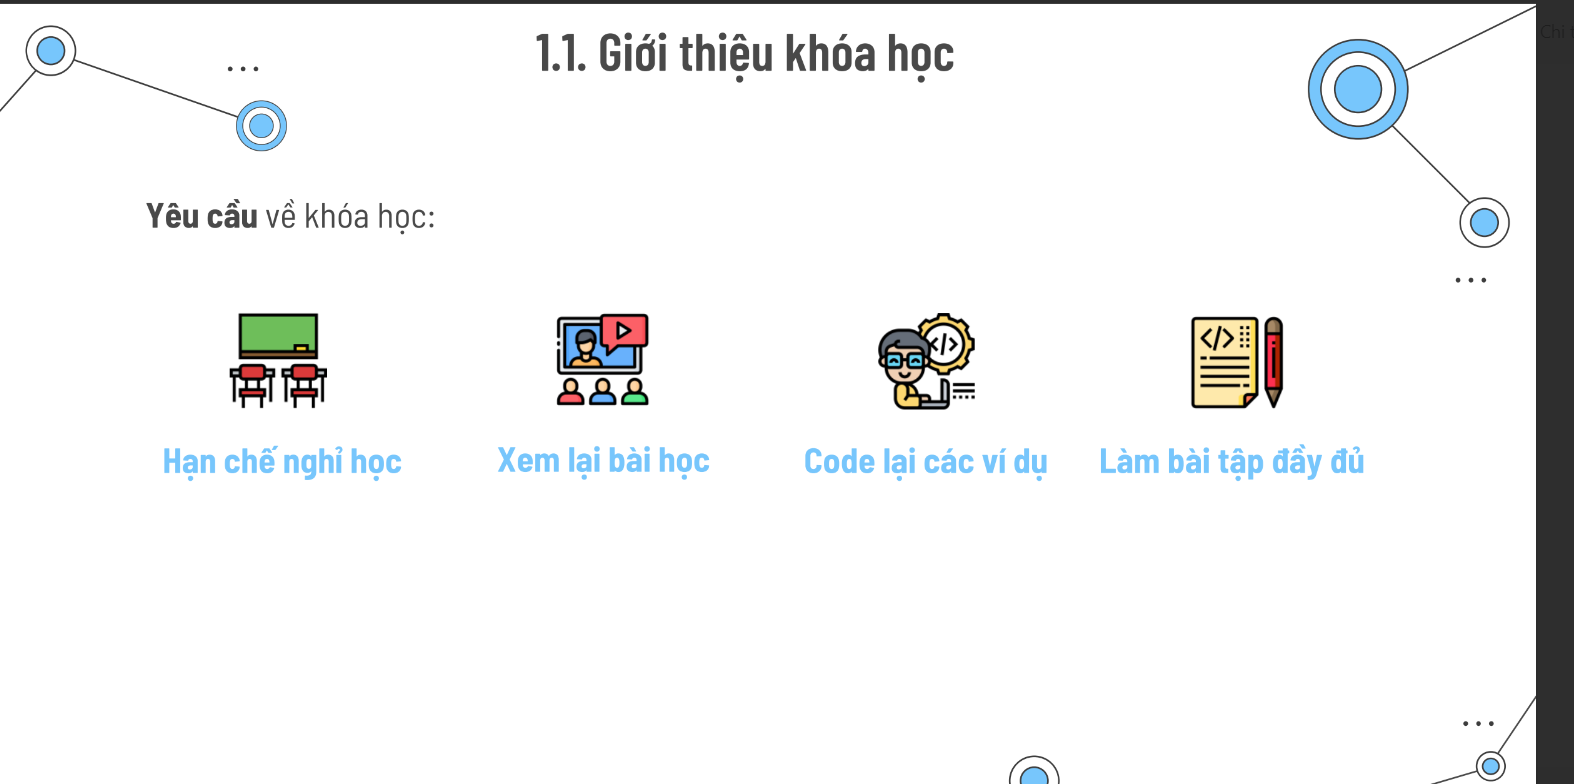 1.1. Giới thiệu khóa học
Yêu cầu về khóa học:
Hạn chế nghỉ học
Xem lại bài học
Code lại các ví dụ
Làm bài tập đầy đủ